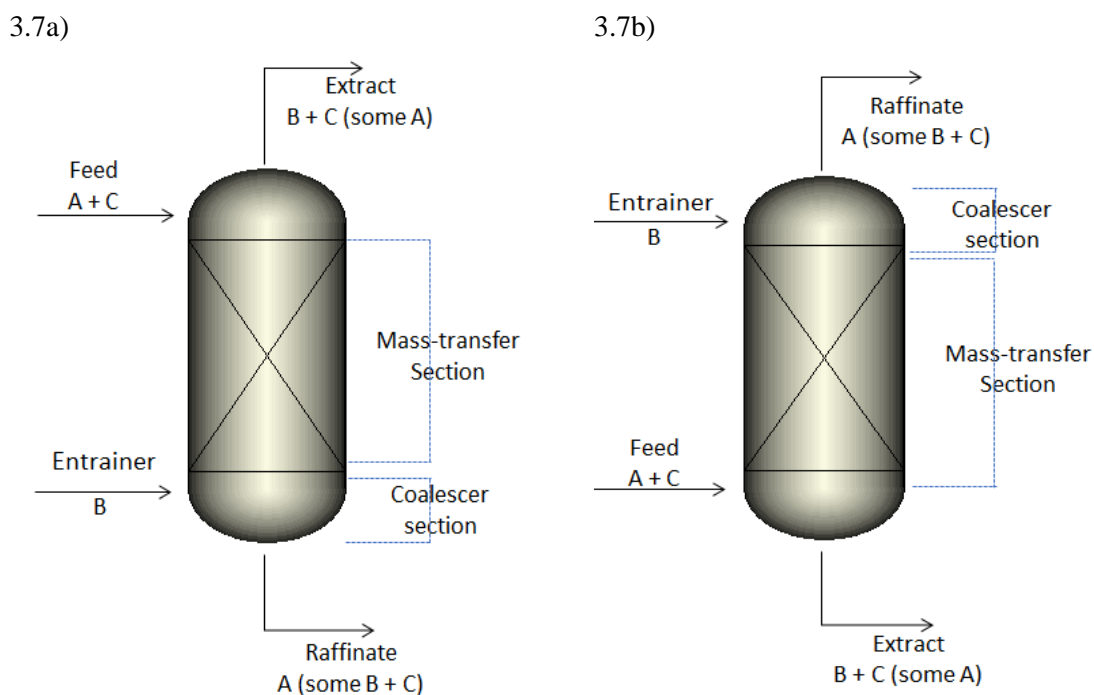 3.7a)
Extract
B + C (some A)
Feed
A + C
Mass-transfer
Section
Entrainer
B
Coalescer
section
Raffinate
A (some B + C)
3.7b)
Raffinate
A (some B + C)
Entrainer
B
Coalescer
section
Mass-transfer
Section
Feed
A + C
Extract
B + C (some A)